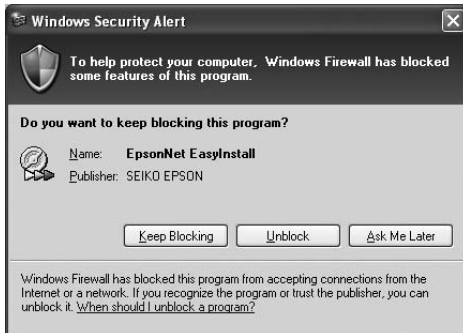 Windows Security Alert
To help protect your computer, Windows Firewall has blocked
some features of this program.
Do you want to keep blocking this program?
Name: EpsonNet EasyInstall
Publisher: SEIKO EPSON
Keep Blocking Unblock Ask Me Later
Windows Firewall has blocked this program from accepting connections from the
Internet or a network. If you recognize the program or trust the publisher, you can
unblock it. When should I unblock a program?